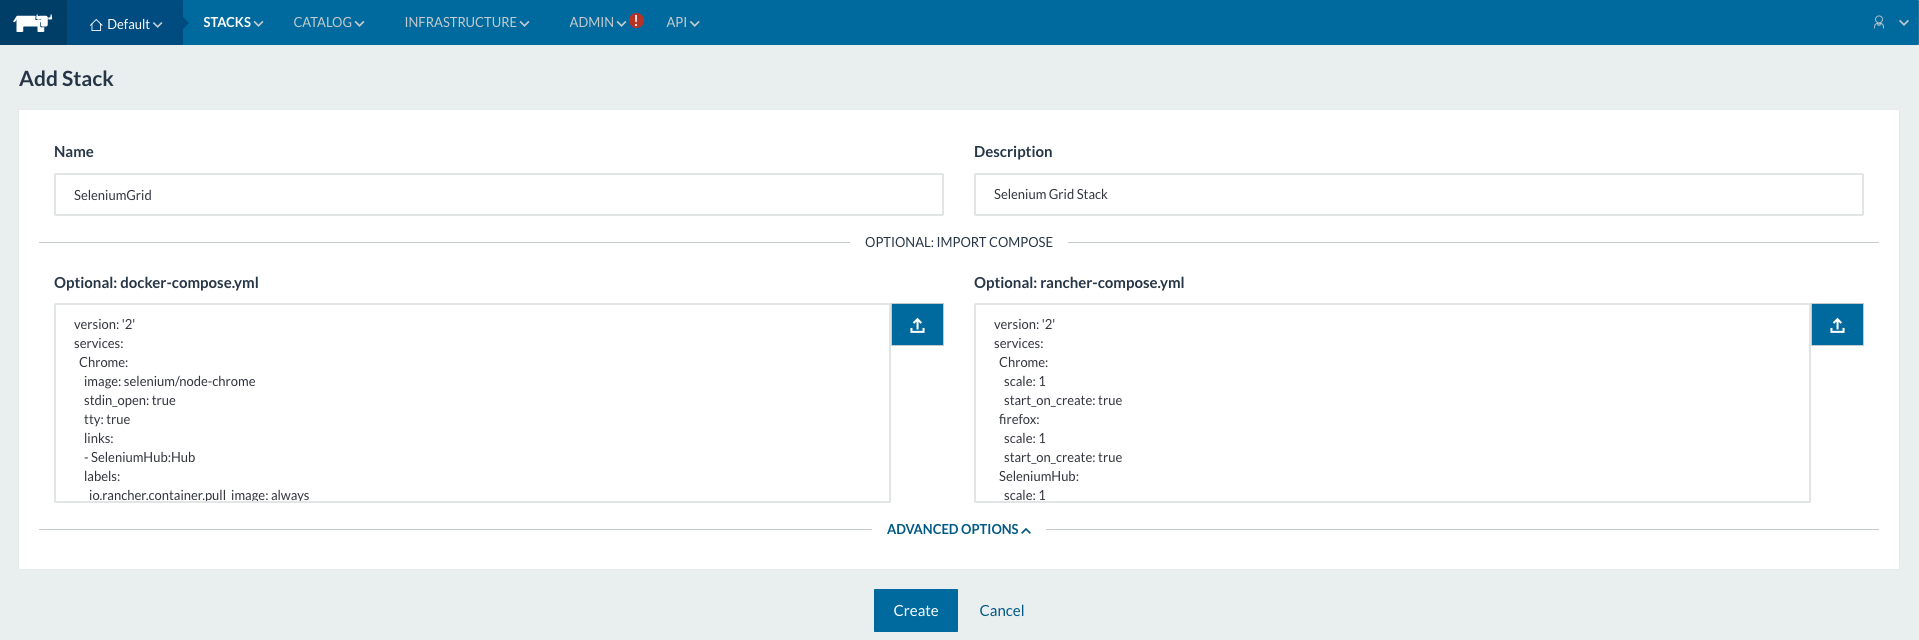 Default STACKS CATALOG INFRASTRUCTURE ADMIN ! API
Add Stack
Name
SeleniumGrid
Description
Selenium Grid Stack
OPTIONAL: IMPORT COMPOSE
Optional: docker-compose.yml
version: '2'
services:
Chrome:
image: selenium/node-chrome
stdin_open: true
tty: true
links:
- SeleniumHub:Hub
labels:
io.rancher.container.pull_image: always
Optional: rancher-compose.yml
version: '2'
services:
Chrome:
scale: 1
start_on_create: true
firefox:
scale: 1
start_on_create: true
SeleniumHub:
scale: 1
ADVANCED OPTIONS
Create Cancel